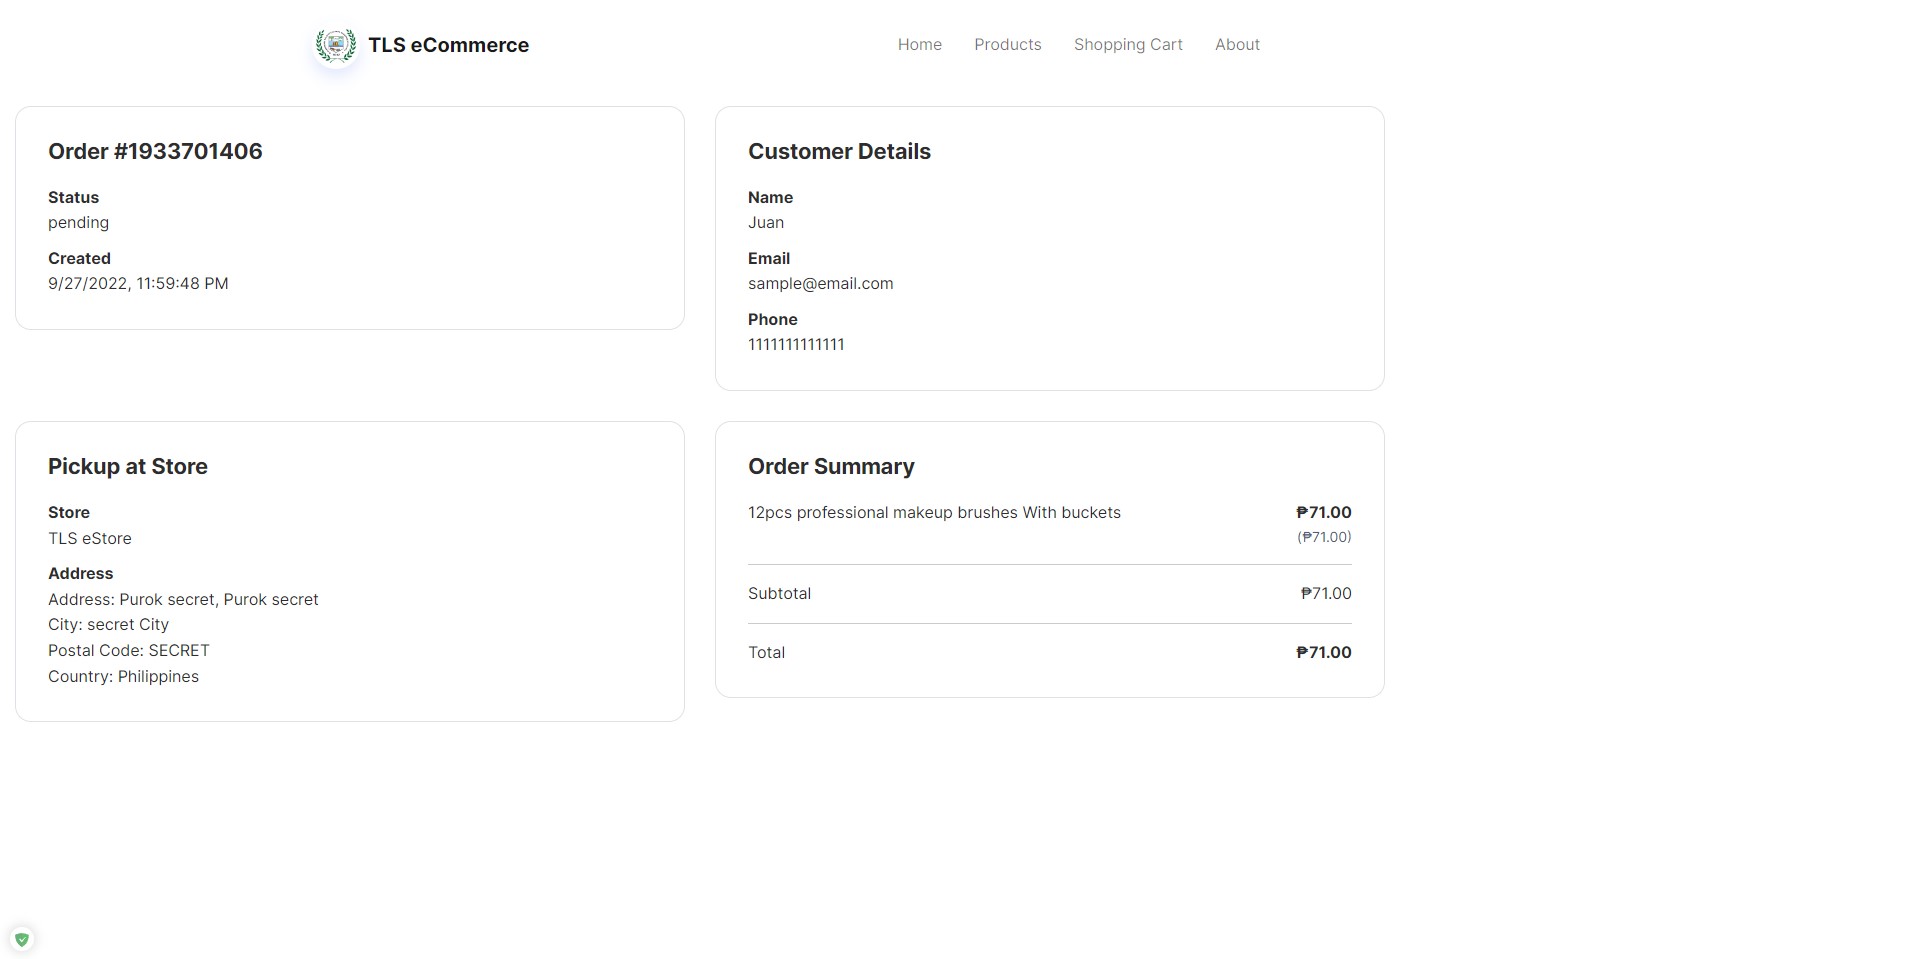 TLS eCommerce
Home Products Shopping Cart About
Order #1933701406
Status
pending
Created
9/27/2022, 11:59:48 PM
Customer Details
Name
Juan
Email
sample@email.com
Phone
1111111111111
Pickup at Store
Store
TLS eStore
Address
Address: Purok secret, Purok secret
City: secret City
Postal Code: SECRET
Country: Philippines
Order Summary
12pcs professional makeup brushes With buckets ₱71.00
(₱71.00)
Subtotal ₱71.00
Total ₱71.00